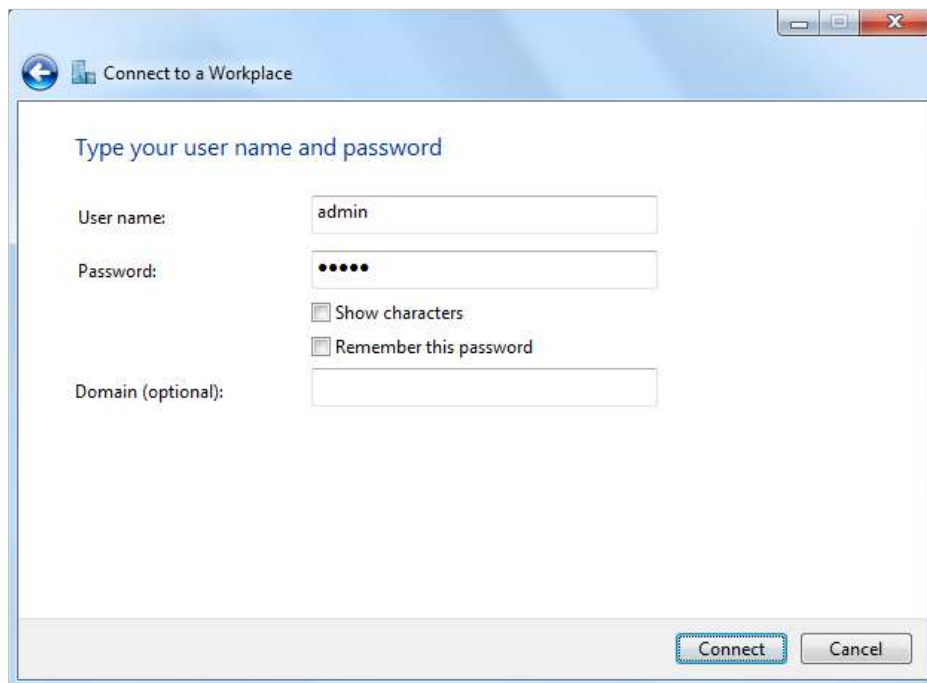 Connect to a Workplace
Type your user name and password
User name:
admin
Password:
•••••
Show characters
Remember this password
Domain (optional):
Connect
Cancel